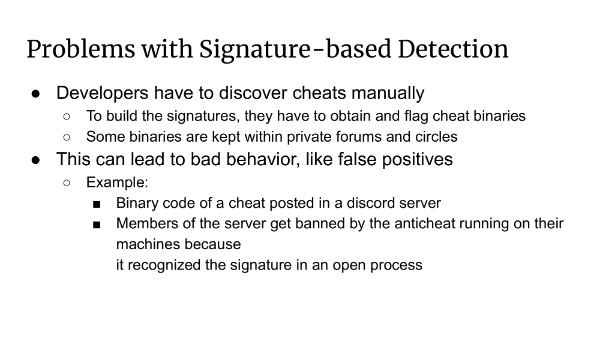 Problems with Signature-based Detection
● Developers have to discover cheats manually
○ To build the signatures, they have to obtain and flag cheat binaries
○ Some binaries are kept within private forums and circles
● This can lead to bad behavior, like false positives
○ Example:
■ Binary code of a cheat posted in a discord server
■ Members of the server get banned by the anticheat running on their
machines because
it recognized the signature in an open process